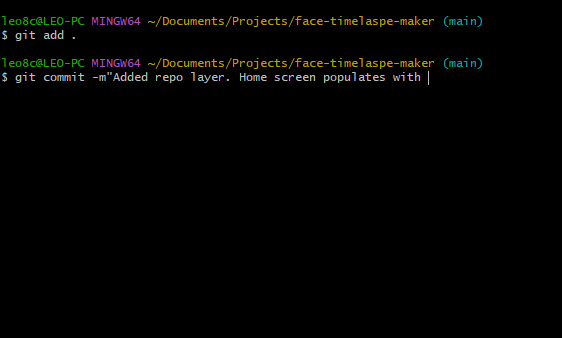 leo8c@LEO-PC MINGW64 ~/Documents/Projects/face-timelaspe-maker (main)
$ git add .
leo8c@LEO-PC MINGW64 ~/Documents/Projects/face-timelaspe-maker (main)
$ git commit -m"Added repo layer. Home screen populates with